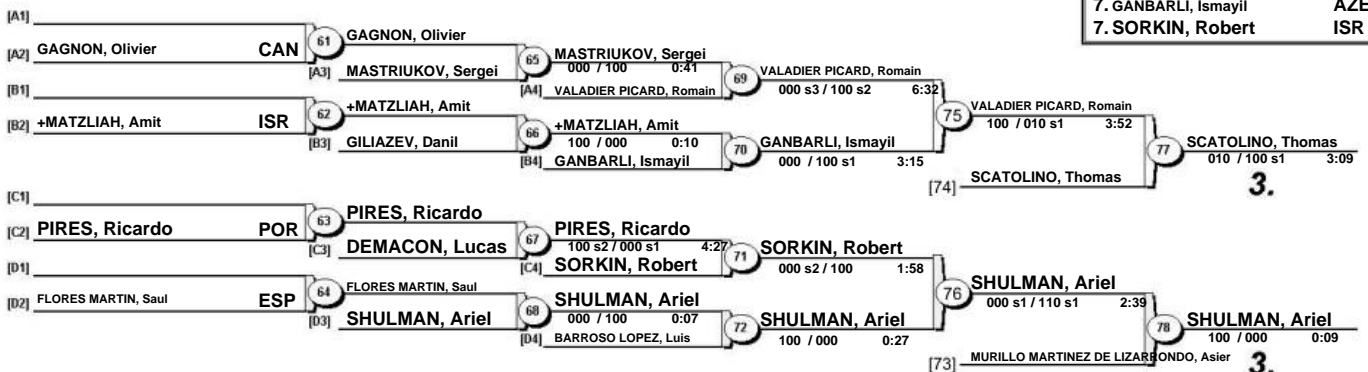 7. GANBARLI, Ismayil AZE
7. SORKIN, Robert ISR
[A1]
[A2] GAGNON, Olivier CAN
61
GAGNON, Olivier
[A3] MASTRIUKOV, Sergei
65
MASTRIUKOV, Sergei
000 / 100 0:41
[A4] VALADIER PICARD, Romain
69
VALADIER PICARD, Romain
000 s3 / 100 s2 6:32
[B1]
[B2] +MATZLIAH, Amit ISR
62
+MATZLIAH, Amit
[B3] GILIAZEV, Danil
66
+MATZLIAH, Amit
100 / 000 0:10
[B4] GANBARLI, Ismayil
70
GANBARLI, Ismayil
000 / 100 s1 3:15
75
VALADIER PICARD, Romain
100 / 010 s1 3:52
[74] SCATOLINO, Thomas
77
SCATOLINO, Thomas
010 / 100 s1 3:09
3.
[C1]
[C2] PIRES, Ricardo POR
63
PIRES, Ricardo
[C3] DEMACON, Lucas
67
PIRES, Ricardo
100 s2 / 000 s1 4:27
[C4] SORKIN, Robert
71
SORKIN, Robert
000 s2 / 100 1:58
[D1]
[D2] FLORES MARTIN, Saul ESP
64
FLORES MARTIN, Saul
[D3] SHULMAN, Ariel
68
SHULMAN, Ariel
000 / 100 0:07
[D4] BARROSO LOPEZ, Luis
72
SHULMAN, Ariel
100 / 000 0:27
76
SHULMAN, Ariel
000 s1 / 110 s1 2:39
[73] MURILLO MARTINEZ DE LIZARRONDO, Asier
78
SHULMAN, Ariel
100 / 000 0:09
3.